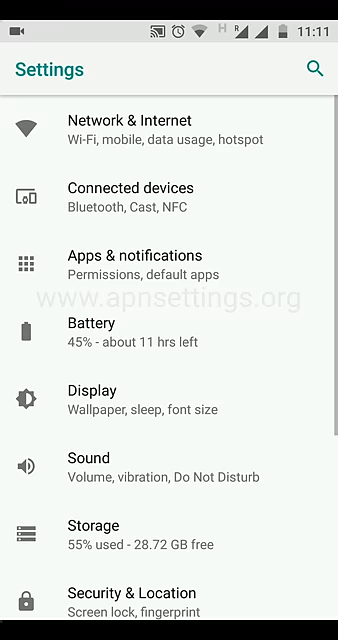 H R 11:11
Settings
Network & Internet
Wi-Fi, mobile, data usage, hotspot
Connected devices
Bluetooth, Cast, NFC
Apps & notifications
Permissions, default apps
www.apnsettings.org
Battery
45% - about 11 hrs left
Display
Wallpaper, sleep, font size
Sound
Volume, vibration, Do Not Disturb
Storage
55% used - 28.72 GB free
Security & Location
Screen lock, fingerprint